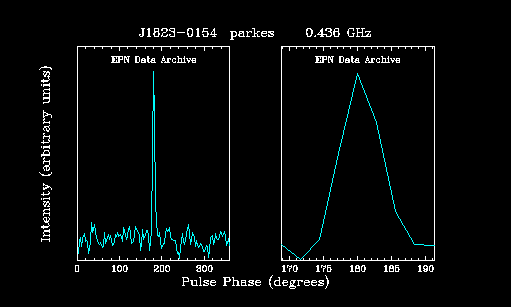 J1823-0154 parkes 0.436 GHz
EPN Data Archive EPN Data Archive
Intensity (arbitrary units)
0 100 200 300 170 175 180 185 190
Pulse Phase (degrees)